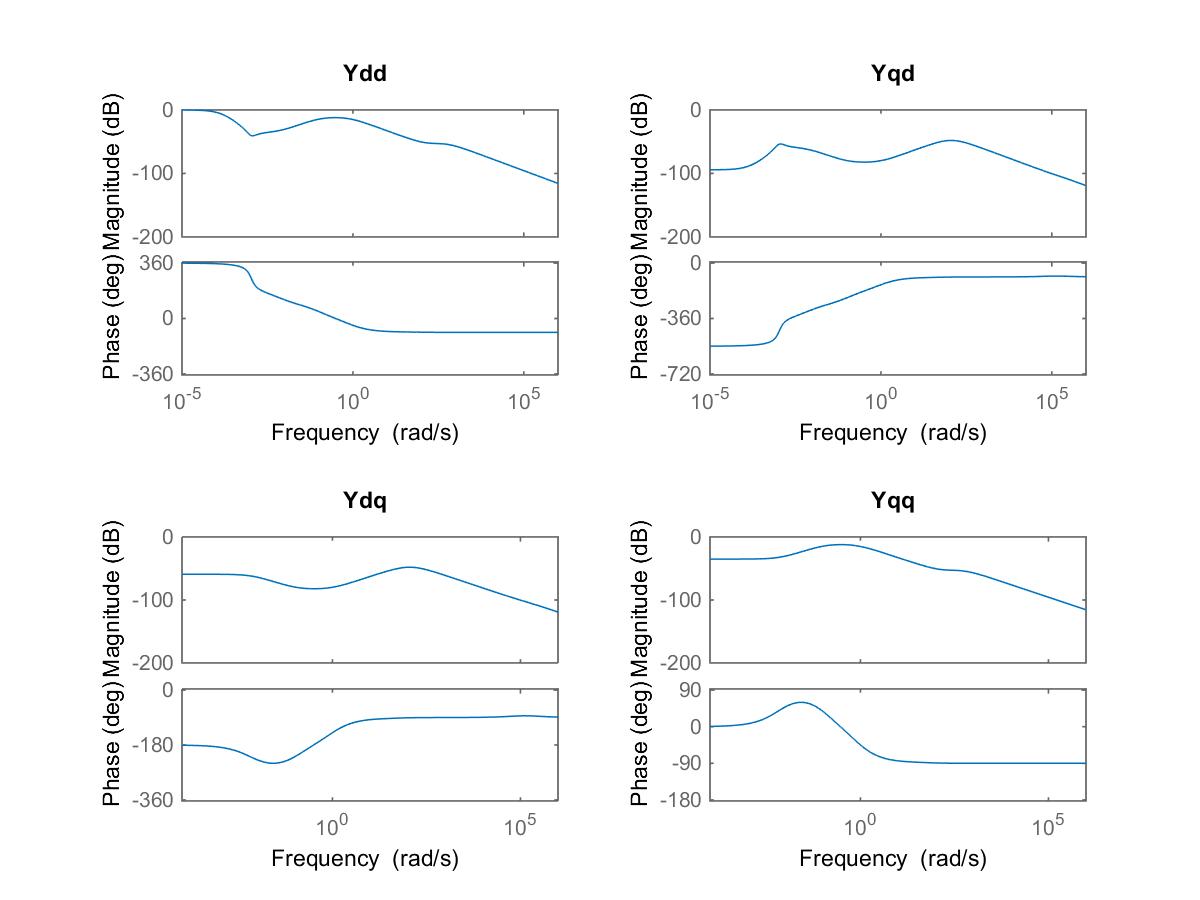 Ydd
Magnitude (dB)
0
-100
-200
Phase (deg)
360
0
-360
10^-5
10^0
10^5
Frequency (rad/s)
Yqd
Magnitude (dB)
0
-100
-200
Phase (deg)
0
-360
-720
10^-5
10^0
10^5
Frequency (rad/s)
Ydq
Magnitude (dB)
0
-100
-200
Phase (deg)
0
-180
-360
10^0
10^5
Frequency (rad/s)
Yqq
Magnitude (dB)
0
-100
-200
Phase (deg)
90
0
-90
-180
10^0
10^5
Frequency (rad/s)